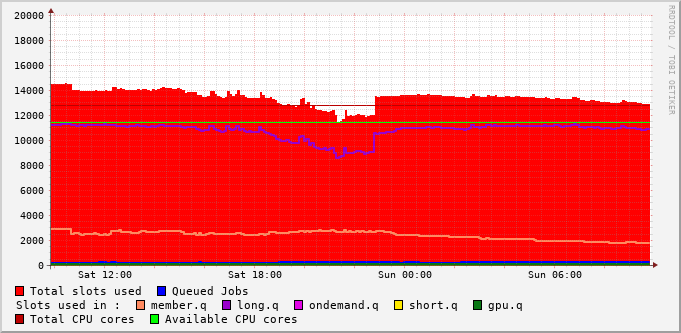 20000
18000
16000
14000
12000
10000
8000
6000
4000
2000
0
Sat 12:00 Sat 18:00 Sun 00:00 Sun 06:00
RRDTOOL / TOBI OETIKER
Total slots used Queued Jobs
Slots used in : member.q long.q ondemand.q short.q gpu.q
Total CPU cores Available CPU cores